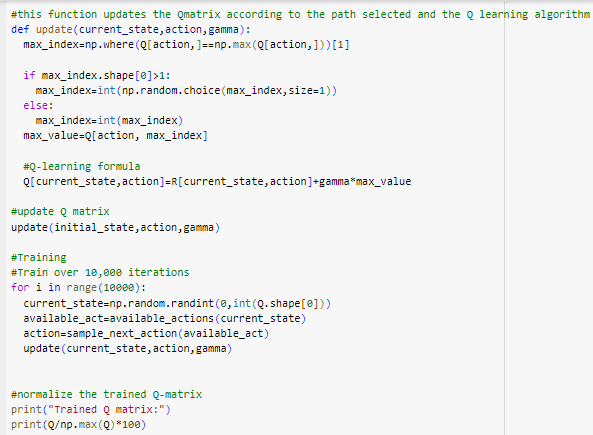 #this function updates the Qmatrix according to the path selected and the Q learning algorithm
def update(current_state,action,gamma):
  max_index=np.where(Q[action,]==np.max(Q[action,]))[1]

  if max_index.shape[0]>1:
    max_index=int(np.random.choice(max_index,size=1))
  else:
    max_index=int(max_index)
  max_value=Q[action, max_index]

  #Q-learning formula
  Q[current_state,action]=R[current_state,action]+gamma*max_value

#update Q matrix
update(initial_state,action,gamma)

#Training
#Train over 10,000 iterations
for i in range(10000):
  current_state=np.random.randint(0,int(Q.shape[0]))
  available_act=available_actions(current_state)
  action=sample_next_action(available_act)
  update(current_state,action,gamma)

#normalize the trained Q-matrix
print("Trained Q matrix:")
print(Q/np.max(Q)*100)